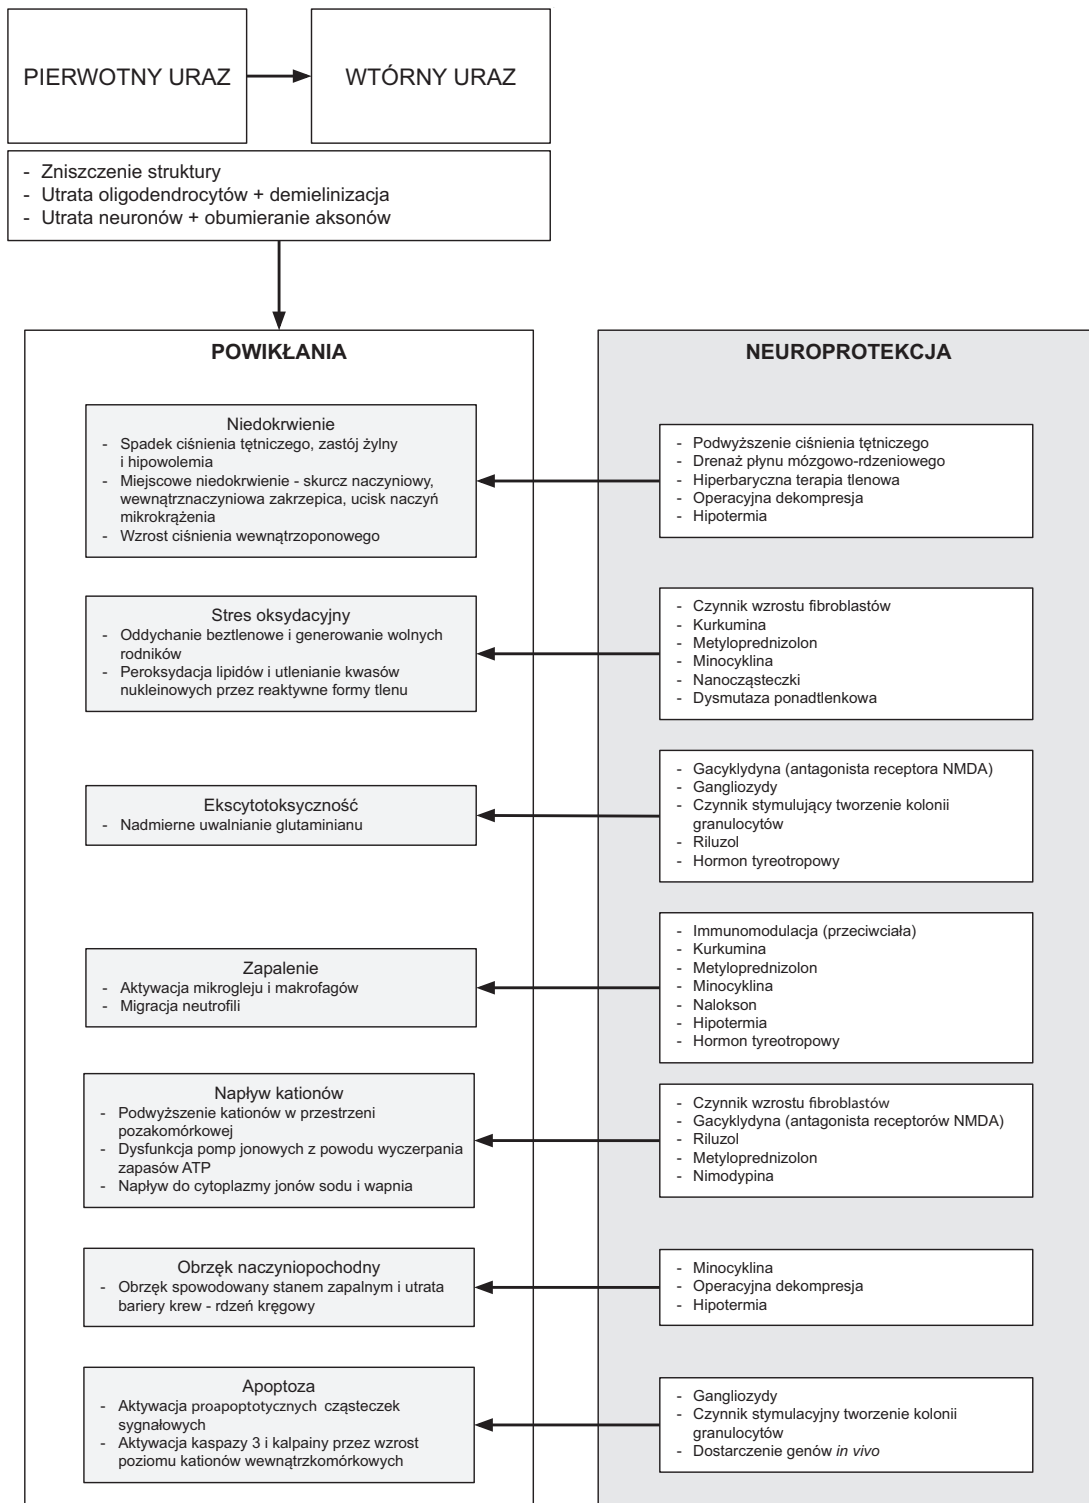 PIERWOTNY URAZ
WTÓRNY URAZ
- Zniszczenie struktury
- Utrata oligodendrocytów + demielinizacja
- Utrata neuronów + obumieranie aksonów
POWIKŁANIA
Niedokrwienie
- Spadek ciśnienia tętniczego, zastój żylny
i hipowolemia
- Miejscowe niedokrwienie - skurcz naczyniowy,
wewnątrznaczyniowa zakrzepica, ucisk naczyń
mikrokrążenia
- Wzrost ciśnienia wewnątrzoponowego
Stres oksydacyjny
- Oddychanie beztlenowe i generowanie wolnych
rodników
- Peroksydacja lipidów i utlenianie kwasów
nukleinowych przez reaktywne formy tlenu
Ekscytotoksyczność
- Nadmierne uwalnianie glutaminianu
Zapalenie
- Aktywacja mikrogleju i makrofagów
- Migracja neutrofili
Napływ kationów
- Podwyższenie kationów w przestrzeni
pozakomórkowej
- Dysfunkcja pomp jonowych z powodu wyczerpania
zapasów ATP
- Napływ do cytoplazmy jonów sodu i wapnia
Obrzęk naczyniopochodny
- Obrzęk spowodowany stanem zapalnym i utrata
bariery krew - rdzeń kręgowy
Apoptoza
- Aktywacja proapoptotycznych cząsteczek
sygnałowych
- Aktywacja kaspazy 3 i kalpainy przez wzrost
poziomu kationów wewnątrzkomórkowych
NEUROPROTEKCJA
- Podwyższenie ciśnienia tętniczego
- Drenaż płynu mózgowo-rdzeniowego
- Hiperbaryczna terapia tlenowa
- Operacyjna dekompresja
- Hipotermia
- Czynnik wzrostu fibroblastów
- Kurkumina
- Metyloprednizolon
- Minocyklina
- Nanocząsteczki
- Dysmutaza ponadtlenkowa
- Gacyklydyna (antagonista receptora NMDA)
- Gangliozydy
- Czynnik stymulujący tworzenie kolonii
granulocytów
- Riluzol
- Hormon tyreotropowy
- Immunomodulacja (przeciwciała)
- Kurkumina
- Metyloprednizolon
- Minocyklina
- Nalokson
- Hipotermia
- Hormon tyreotropowy
- Czynnik wzrostu fibroblastów
- Gacyklydyna (antagonista receptorów NMDA)
- Riluzol
- Metyloprednizolon
- Nimodypina
- Minocyklina
- Operacyjna dekompresja
- Hipotermia
- Gangliozydy
- Czynnik stymulacyjny tworzenie kolonii
granulocytów
- Dostarczenie genów in vivo